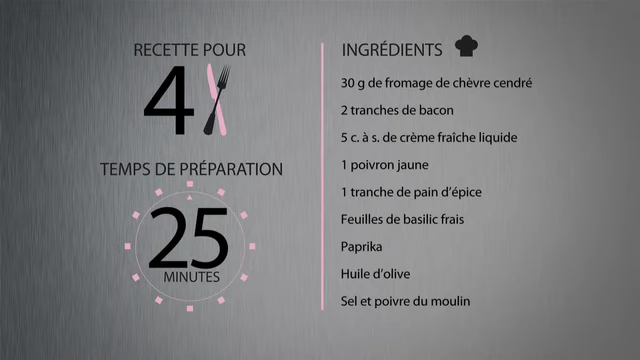 RECETTE POUR
4
TEMPS DE PRÉPARATION
25
MINUTES
INGRÉDIENTS
30 g de fromage de chèvre cendré
2 tranches de bacon
5 c. à s. de crème fraîche liquide
1 poivron jaune
1 tranche de pain d'épice
Feuilles de basilic frais
Paprika
Huile d'olive
Sel et poivre du moulin